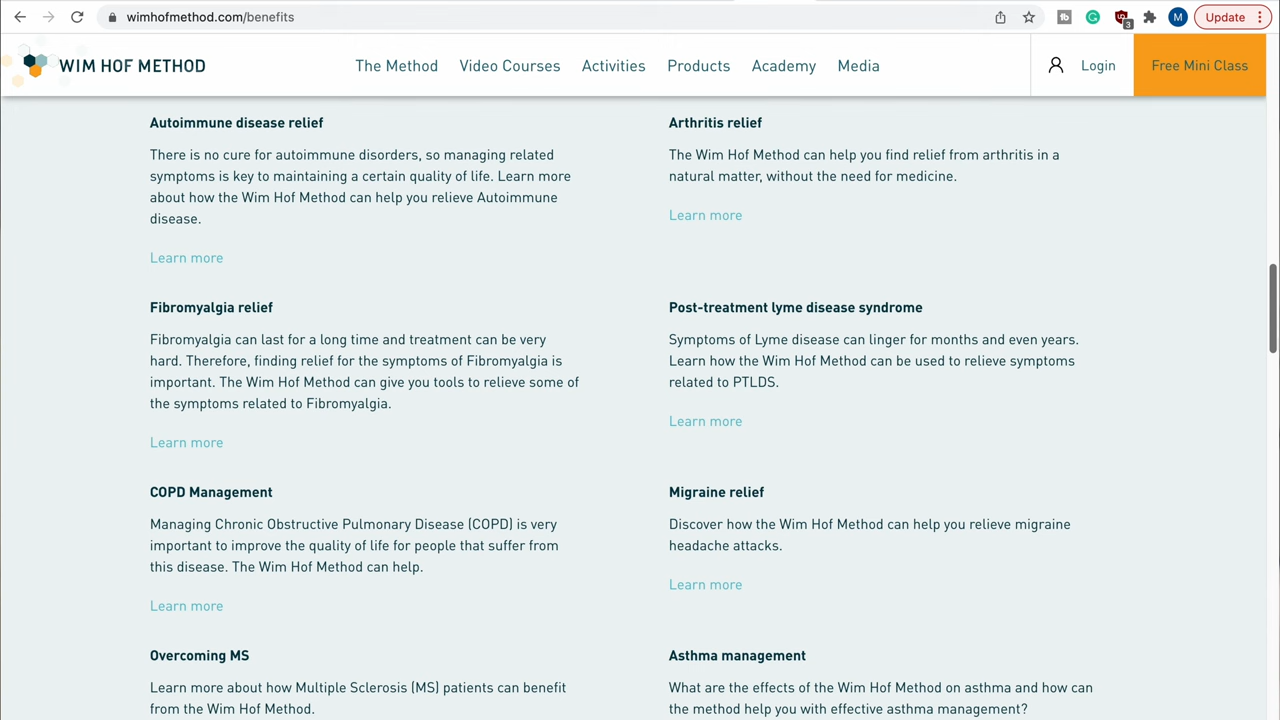 wimhofmethod.com/benefits
3
M
Update
WIM HOF METHOD
The Method
Video Courses
Activities
Products
Academy
Media
Login
Free Mini Class
Autoimmune disease relief
There is no cure for autoimmune disorders, so managing related
symptoms is key to maintaining a certain quality of life. Learn more
about how the Wim Hof Method can help you relieve Autoimmune
disease.
Learn more
Arthritis relief
The Wim Hof Method can help you find relief from arthritis in a
natural matter, without the need for medicine.
Learn more
Fibromyalgia relief
Fibromyalgia can last for a long time and treatment can be very
hard. Therefore, finding relief for the symptoms of Fibromyalgia is
important. The Wim Hof Method can give you tools to relieve some of
the symptoms related to Fibromyalgia.
Learn more
Post-treatment lyme disease syndrome
Symptoms of Lyme disease can linger for months and even years.
Learn how the Wim Hof Method can be used to relieve symptoms
related to PTLDS.
Learn more
COPD Management
Managing Chronic Obstructive Pulmonary Disease (COPD) is very
important to improve the quality of life for people that suffer from
this disease. The Wim Hof Method can help.
Learn more
Migraine relief
Discover how the Wim Hof Method can help you relieve migraine
headache attacks.
Learn more
Overcoming MS
Learn more about how Multiple Sclerosis (MS) patients can benefit
from the Wim Hof Method.
Asthma management
What are the effects of the Wim Hof Method on asthma and how can
the method help you with effective asthma management?